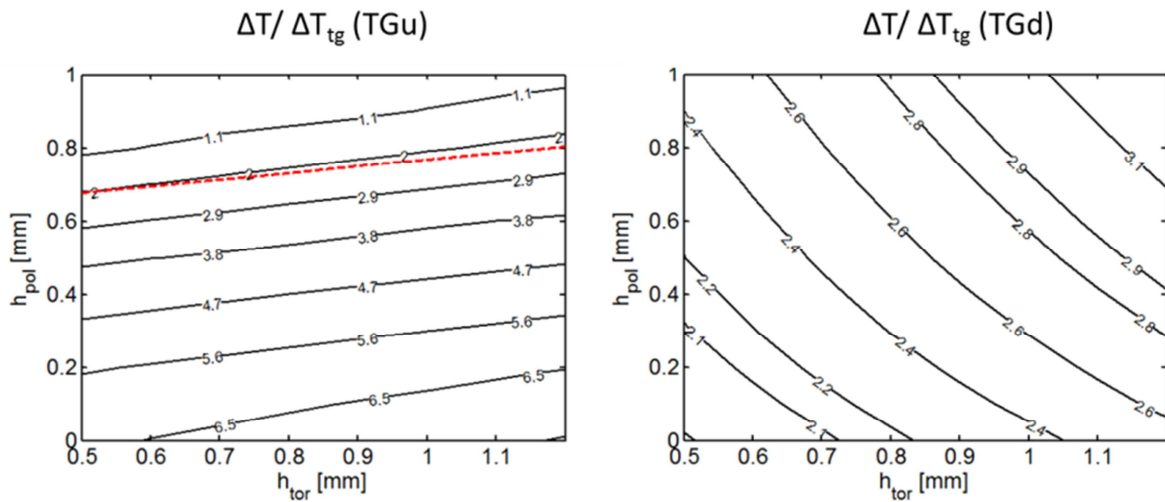 ΔT/ ΔT_tg (TGu)
1
0.8
0.6
0.4
0.2
0
h_pol [mm]
1.1 1.1 1.1
2 2 2 2
2.9 2.9 2.9
3.8 3.8 3.8
4.7 4.7 4.7
5.6 5.6 5.6
6.5 6.5 6.5
0.5 0.6 0.7 0.8 0.9 1 1.1
h_tor [mm]
ΔT/ ΔT_tg (TGd)
1
0.8
0.6
0.4
0.2
0
h_pol [mm]
2.4 2.6 2.8 2.9 3.1
2.4 2.6 2.8 2.9
2.2 2.4 2.6 2.8
2.1 2.2 2.4 2.6
2.1
0.5 0.6 0.7 0.8 0.9 1 1.1
h_tor [mm]